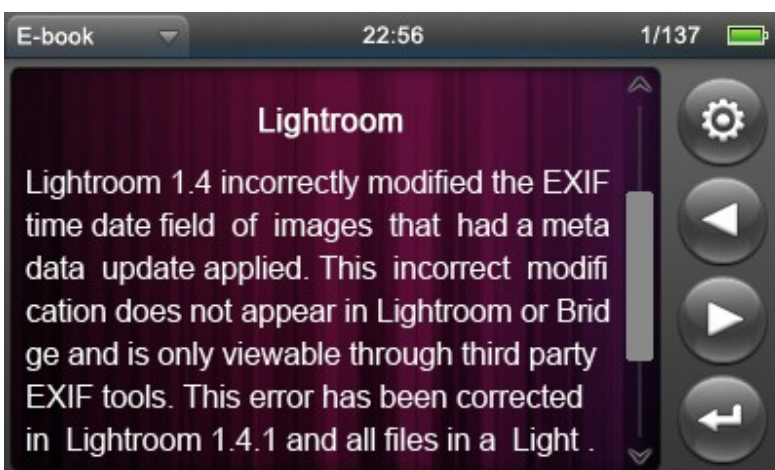 E-book 22:56 1/137
Lightroom
Lightroom 1.4 incorrectly modified the EXIF
time date field of images that had a meta
data update applied. This incorrect modifi
cation does not appear in Lightroom or Brid
ge and is only viewable through third party
EXIF tools. This error has been corrected
in Lightroom 1.4.1 and all files in a Light .